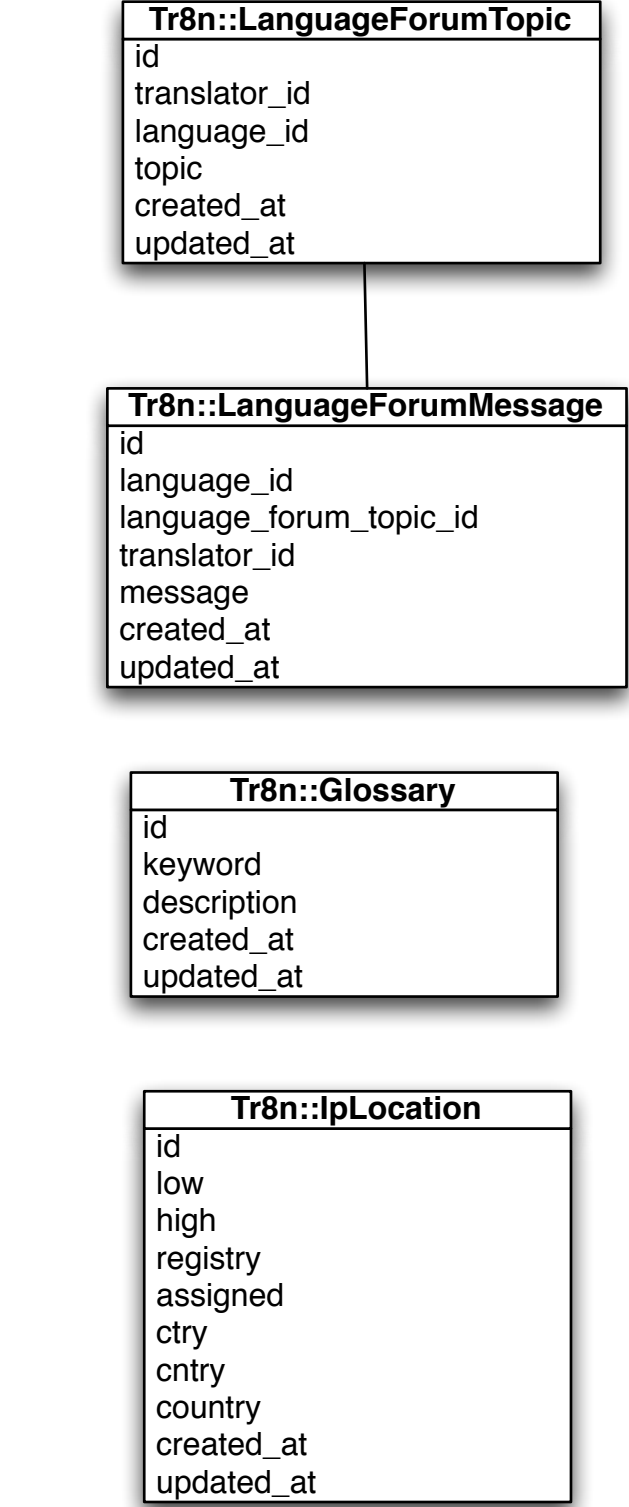 Tr8n::LanguageForumTopic
id
translator_id
language_id
topic
created_at
updated_at
Tr8n::LanguageForumMessage
id
language_id
language_forum_topic_id
translator_id
message
created_at
updated_at
Tr8n::Glossary
id
keyword
description
created_at
updated_at
Tr8n::IpLocation
id
low
high
registry
assigned
ctry
cntry
country
created_at
updated_at